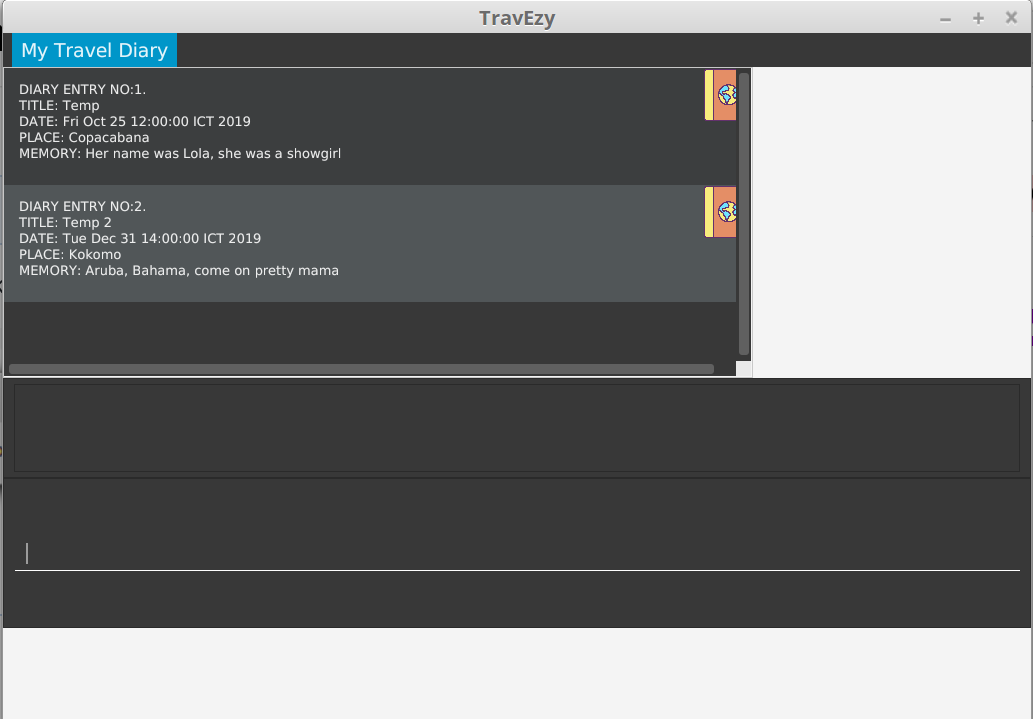 TravEzy
My Travel Diary
DIARY ENTRY NO:1.
TITLE: Temp
DATE: Fri Oct 25 12:00:00 ICT 2019
PLACE: Copacabana
MEMORY: Her name was Lola, she was a showgirl
DIARY ENTRY NO:2.
TITLE: Temp 2
DATE: Tue Dec 31 14:00:00 ICT 2019
PLACE: Kokomo
MEMORY: Aruba, Bahama, come on pretty mama